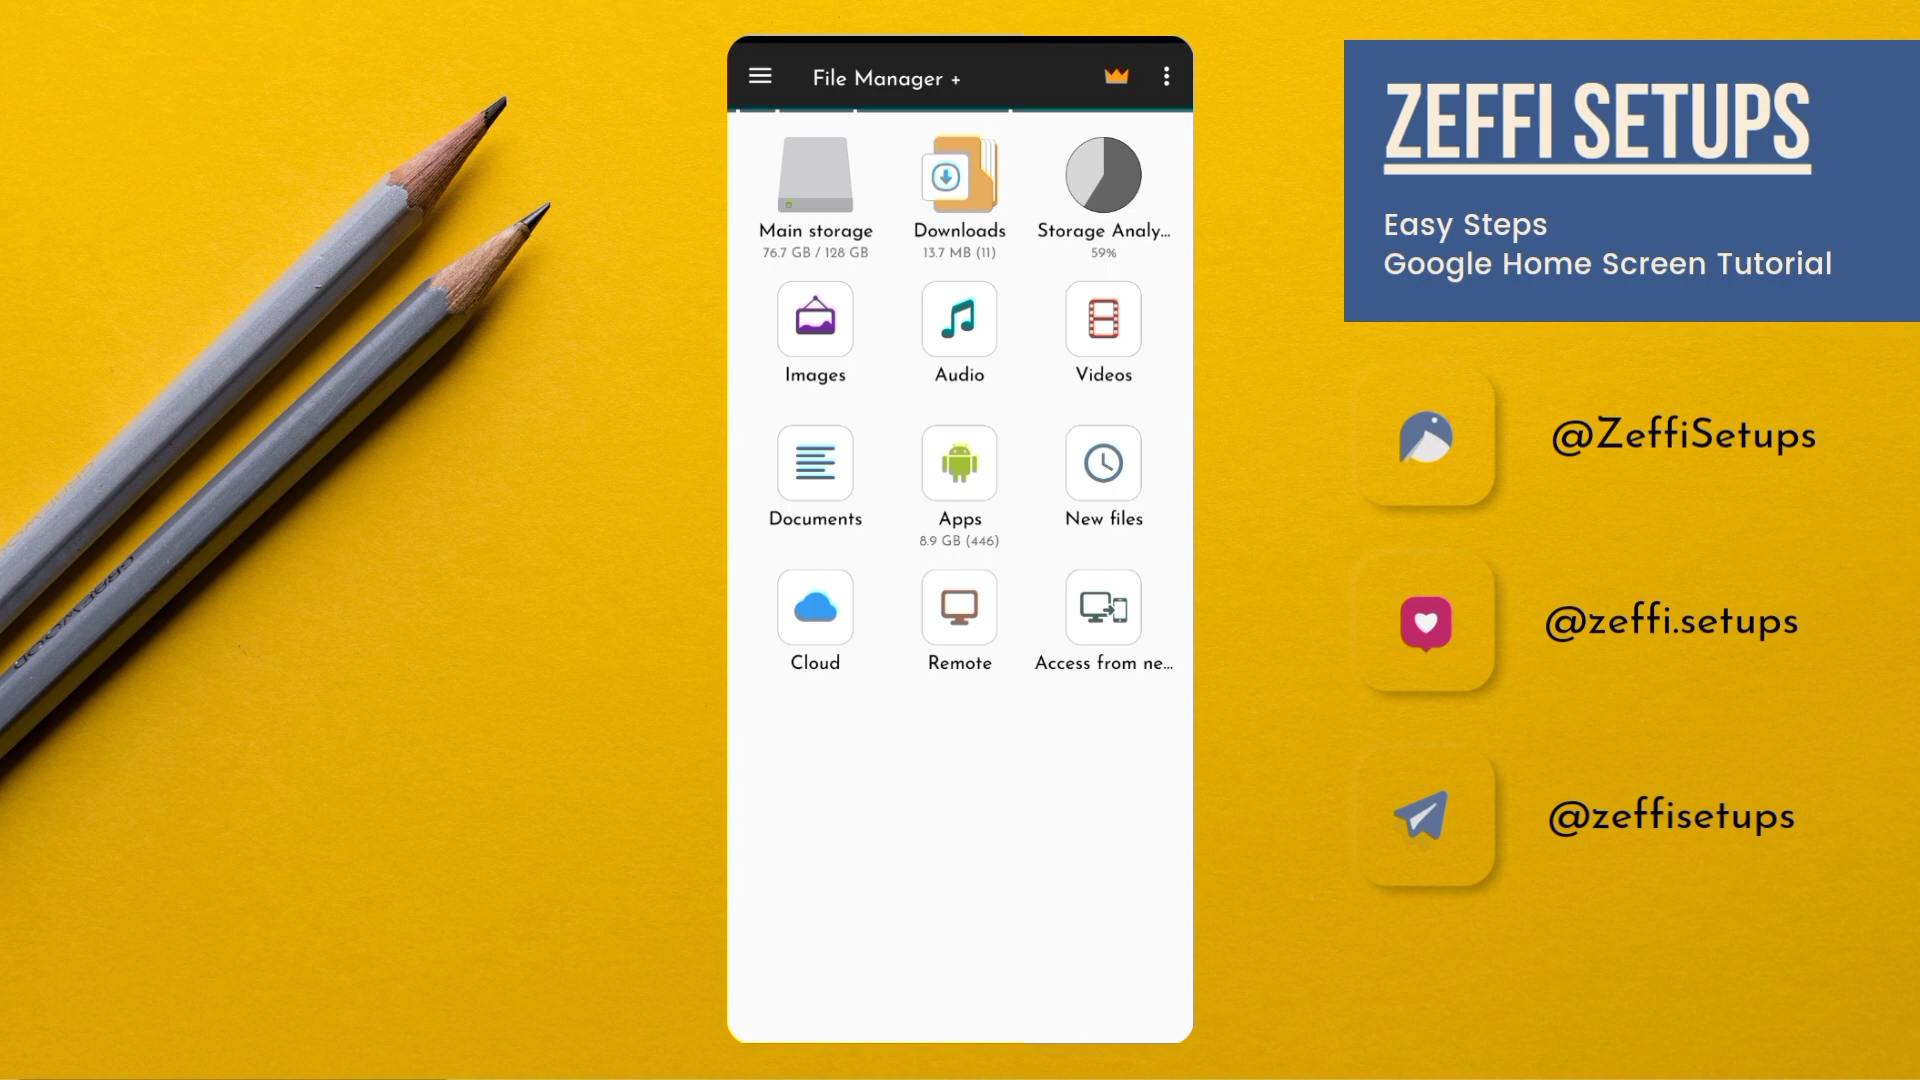 File Manager +
Main storage
76.7 GB / 128 GB
Downloads
13.7 MB (11)
Storage Analy...
59%
Images
Audio
Videos
Documents
Apps
8.9 GB (446)
New files
Cloud
Remote
Access from ne...
ZEFFI SETUPS
Easy Steps
Google Home Screen Tutorial
@ZeffiSetups
@zeffi.setups
@zeffisetups